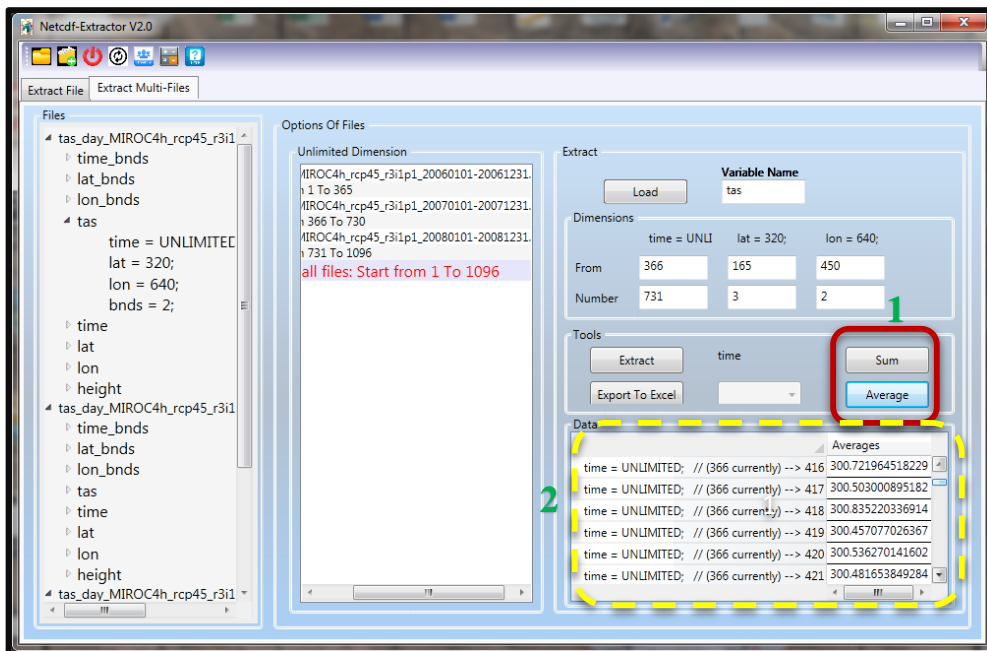 Netcdf-Extractor V2.0
Extract File Extract Multi-Files
Files
tas_day_MIROC4h_rcp45_r3i1
time_bnds
lat_bnds
lon_bnds
tas
time = UNLIMITED
lat = 320;
lon = 640;
bnds = 2;
time
lat
lon
height
tas_day_MIROC4h_rcp45_r3i1
time_bnds
lat_bnds
lon_bnds
tas
time
lat
lon
height
tas_day_MIROC4h_rcp45_r3i1
Options Of Files
Unlimited Dimension
MIROC4h_rcp45_r3i1p1_20060101-20061231.
1 To 365
MIROC4h_rcp45_r3i1p1_20070101-20071231.
366 To 730
MIROC4h_rcp45_r3i1p1_20080101-20081231.
731 To 1096
all files: Start from 1 To 1096
Extract
Variable Name
Load tas
Dimensions
time = UNLI lat = 320; lon = 640;
From 366 165 450
Number 731 3 2
1
Tools
Extract time Sum
Export To Excel Average
Data
Averages
time = UNLIMITED; // (366 currently) --> 416 300.721964518229
time = UNLIMITED; // (366 currently) --> 417 300.503000895182
time = UNLIMITED; // (366 currently) --> 418 300.835220336914
time = UNLIMITED; // (366 currently) --> 419 300.457077026367
time = UNLIMITED; // (366 currently) --> 420 300.536270141602
time = UNLIMITED; // (366 currently) --> 421 300.481653849284
2
1